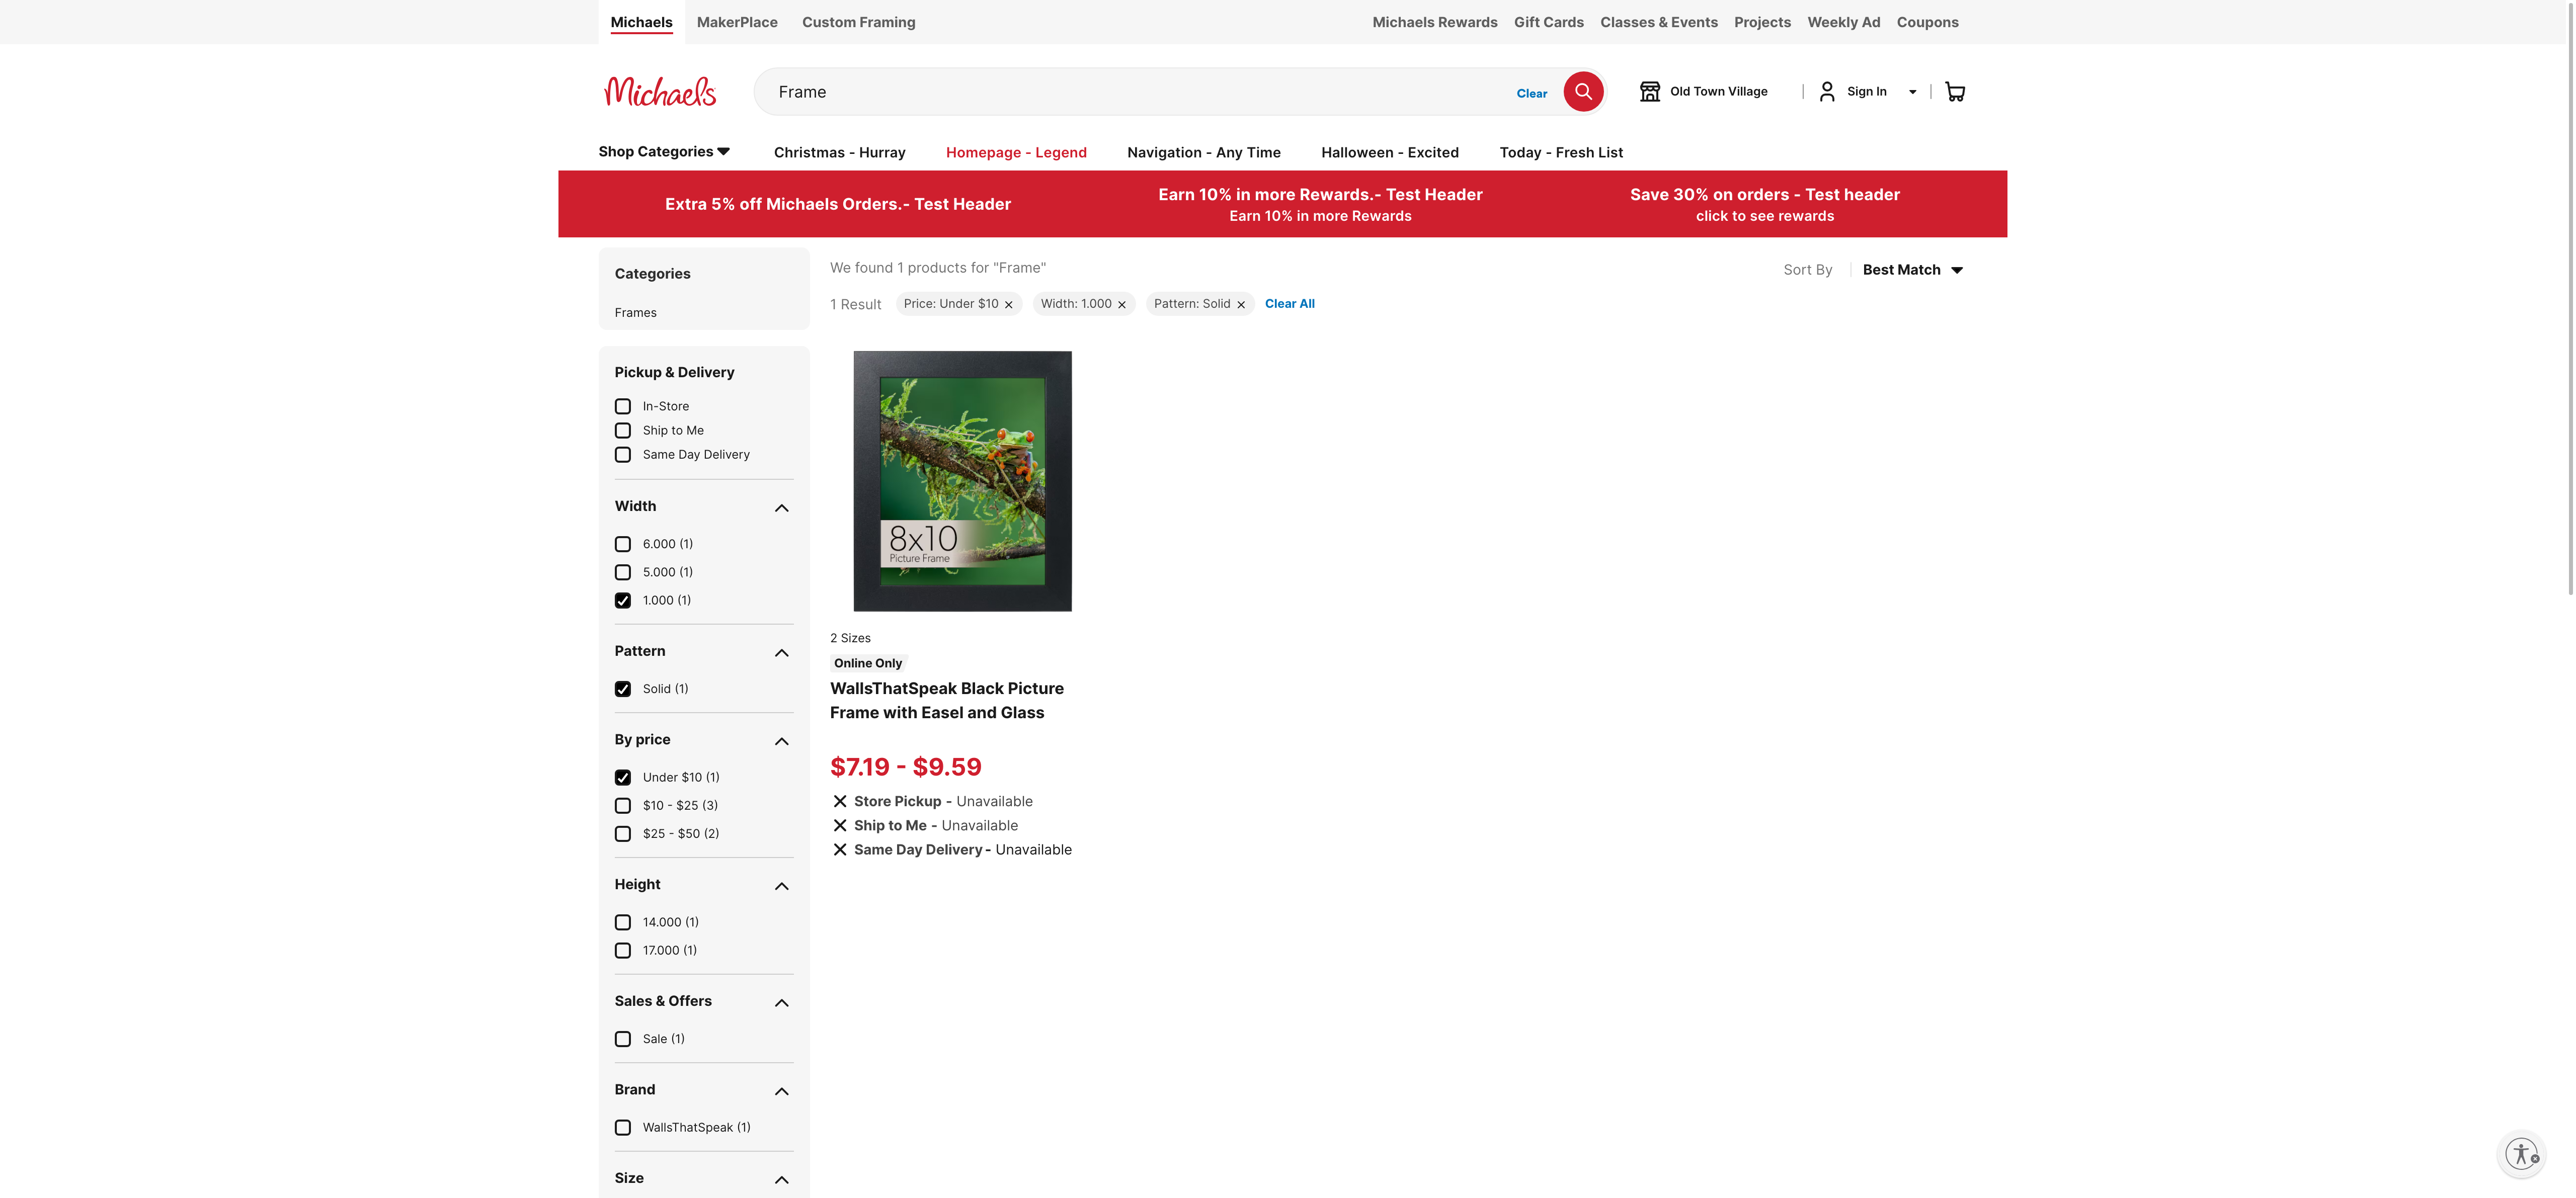 Michaels MakerPlace Custom Framing
Michaels Rewards Gift Cards Classes & Events Projects Weekly Ad Coupons
Michaels
Frame
Clear
Old Town Village
Sign In
Shop Categories
Christmas - Hurray
Homepage - Legend
Navigation - Any Time
Halloween - Excited
Today - Fresh List
Extra 5% off Michaels Orders.- Test Header
Earn 10% in more Rewards.- Test Header
Earn 10% in more Rewards
Save 30% on orders - Test header
click to see rewards
Categories
Frames
Pickup & Delivery
In-Store
Ship to Me
Same Day Delivery
Width
6.000 (1)
5.000 (1)
1.000 (1)
Pattern
Solid (1)
By price
Under $10 (1)
$10 - $25 (3)
$25 - $50 (2)
Height
14.000 (1)
17.000 (1)
Sales & Offers
Sale (1)
Brand
WallsThatSpeak (1)
Size
We found 1 products for "Frame"
Sort By
Best Match
1 Result
Price: Under $10
Width: 1.000
Pattern: Solid
Clear All
8x10
Picture Frame
2 Sizes
Online Only
WallsThatSpeak Black Picture
Frame with Easel and Glass
$7.19 - $9.59
Store Pickup - Unavailable
Ship to Me - Unavailable
Same Day Delivery - Unavailable